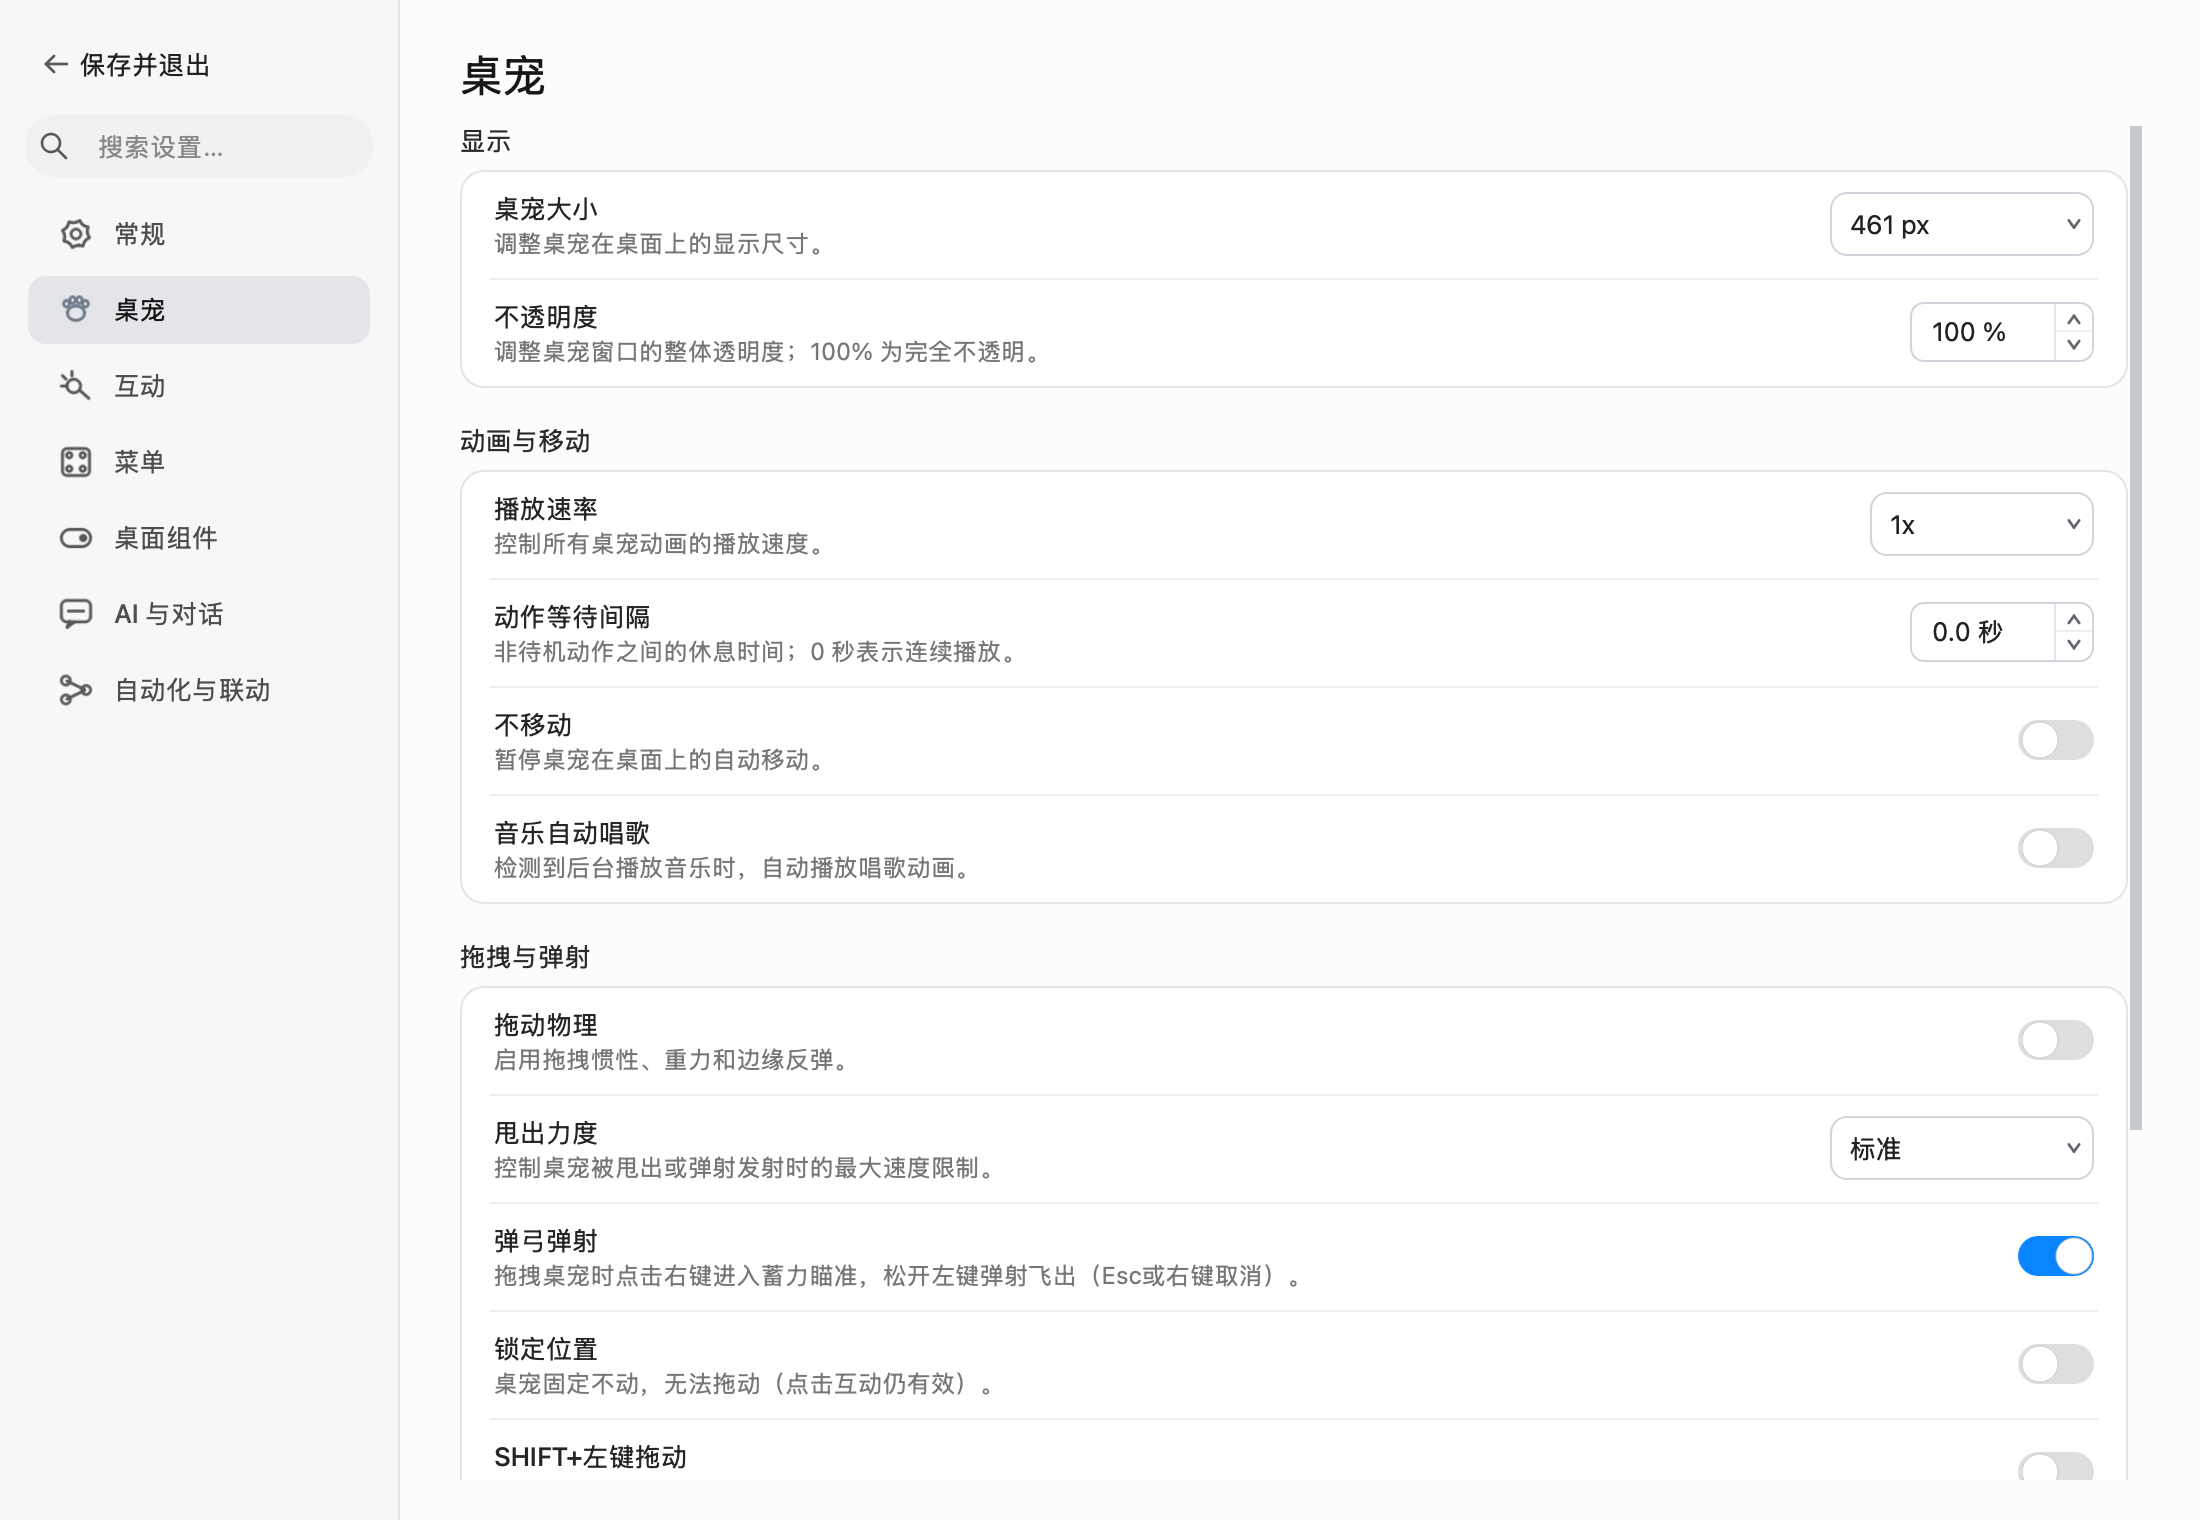 保存并退出
搜索设置...
常规
桌宠
互动
菜单
桌面组件
AI 与对话
自动化与联动
桌宠
显示
桌宠大小
调整桌宠在桌面上的显示尺寸。
461 px
不透明度
调整桌宠窗口的整体透明度；100% 为完全不透明。
100 %
动画与移动
播放速率
控制所有桌宠动画的播放速度。
1x
动作等待间隔
非待机动作之间的休息时间；0 秒表示连续播放。
0.0 秒
不移动
暂停桌宠在桌面上的自动移动。
音乐自动唱歌
检测到后台播放音乐时，自动播放唱歌动画。
拖拽与弹射
拖动物理
启用拖拽惯性、重力和边缘反弹。
甩出力度
控制桌宠被甩出或弹射发射时的最大速度限制。
标准
弹弓弹射
拖拽桌宠时点击右键进入蓄力瞄准，松开左键弹射飞出（Esc或右键取消）。
锁定位置
桌宠固定不动，无法拖动（点击互动仍有效）。
SHIFT+左键拖动